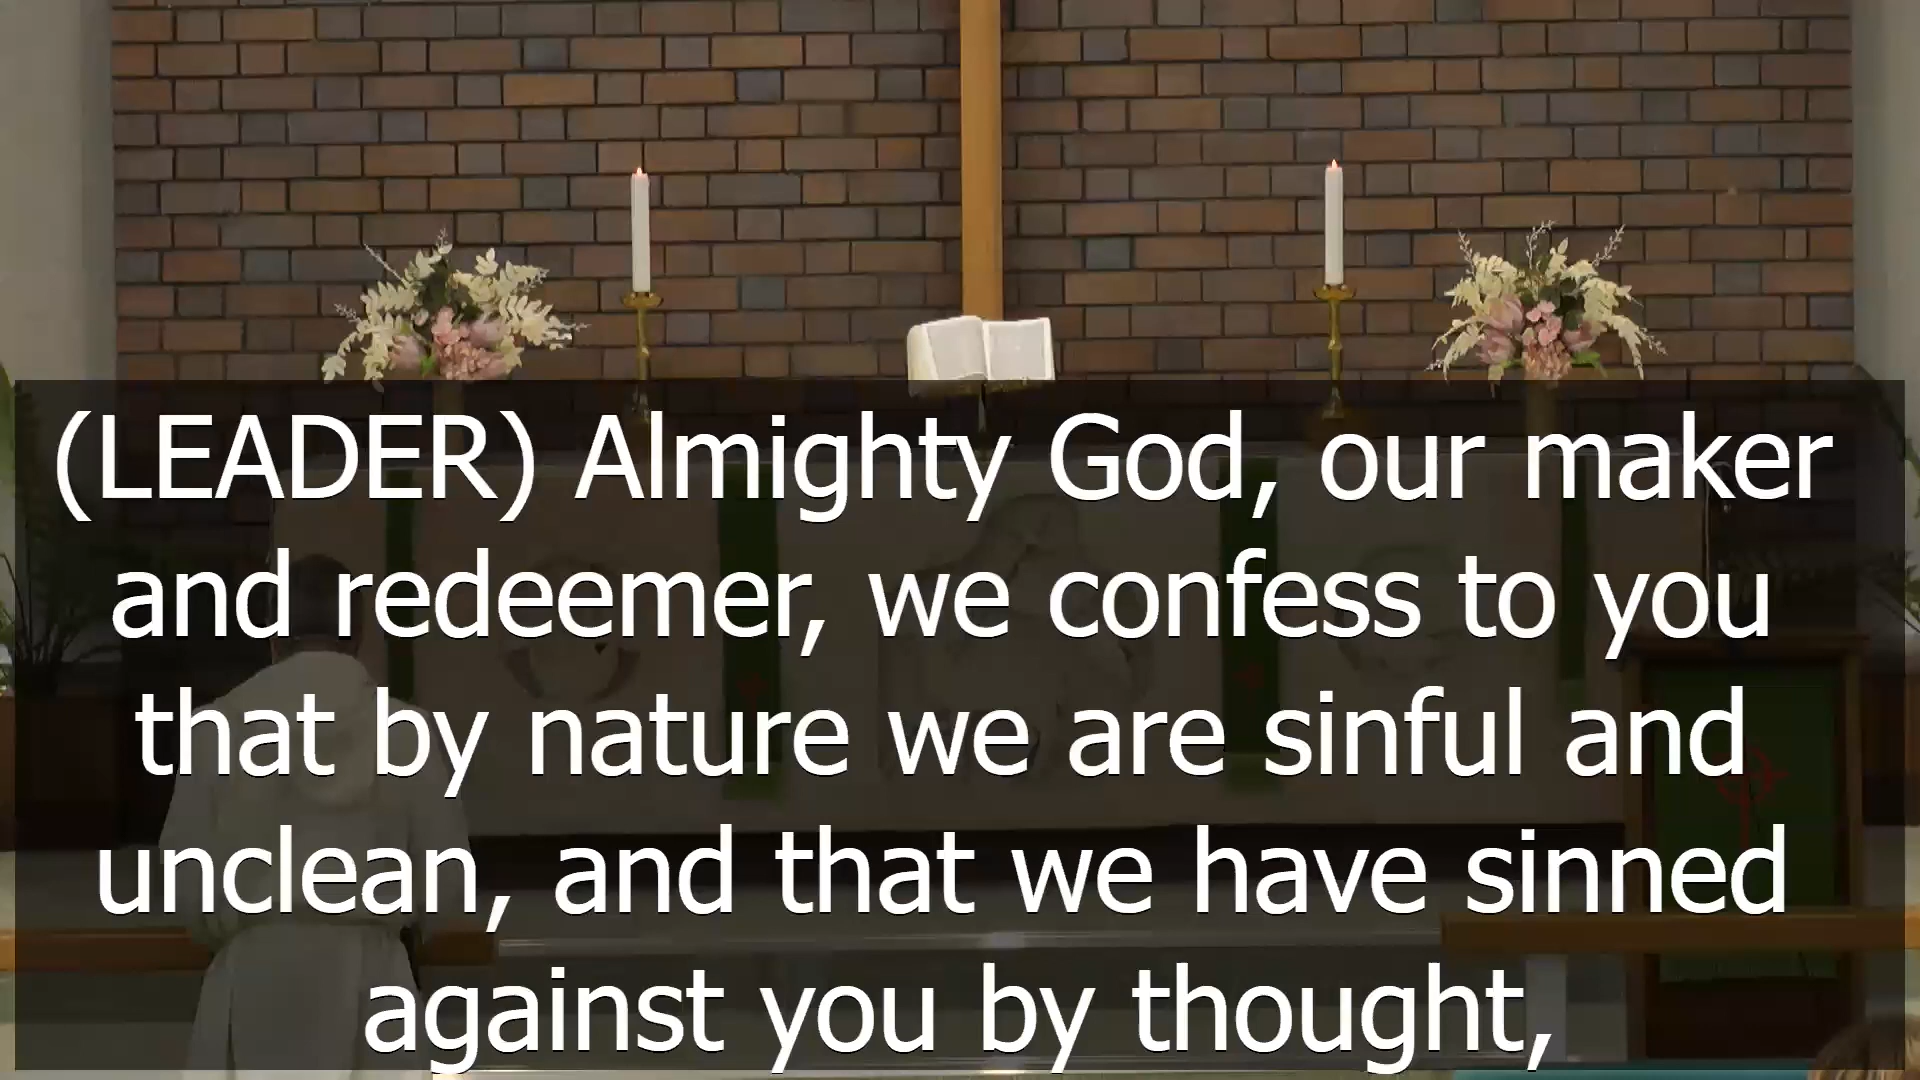 (LEADER) Almighty God, our maker
and redeemer, we confess to you
that by nature we are sinful and
unclean, and that we have sinned
against you by thought,